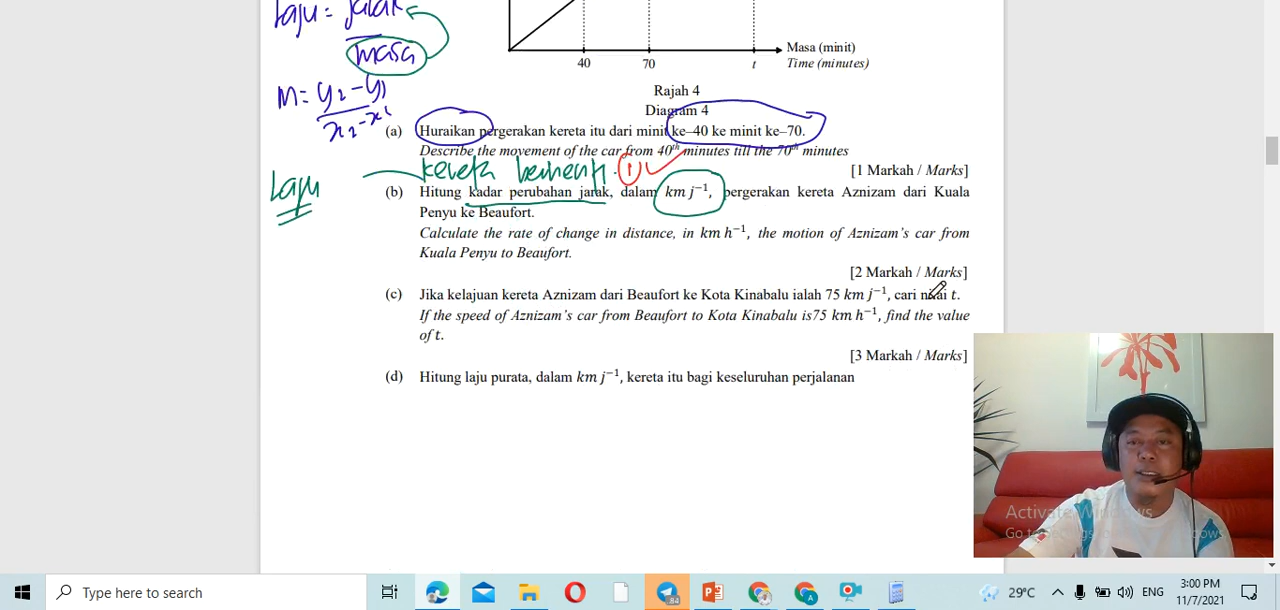 Laju = jarak
masa
M = y₂ - y₁
x₂ - x₁
Masa (minit)
40 70 t Time (minutes)
Rajah 4
Diagram 4
(a) Huraikan pergerakan kereta itu dari minit ke–40 ke minit ke–70.
Describe the movement of the car from 40th minutes till the 70th minutes
kereta berhenti. (1) ✓
[1 Markah / Marks]
Laju
(b) Hitung kadar perubahan jarak, dalam km j⁻¹, pergerakan kereta Aznizam dari Kuala
Penyu ke Beaufort.
Calculate the rate of change in distance, in km h⁻¹, the motion of Aznizam's car from
Kuala Penyu to Beaufort.
[2 Markah / Marks]
(c) Jika kelajuan kereta Aznizam dari Beaufort ke Kota Kinabalu ialah 75 km j⁻¹, cari nilai t.
If the speed of Aznizam's car from Beaufort to Kota Kinabalu is75 km h⁻¹, find the value
of t.
[3 Markah / Marks]
(d) Hitung laju purata, dalam km j⁻¹, kereta itu bagi keseluruhan perjalanan
Type here to search
84
29°C
ENG
3:00 PM
11/7/2021